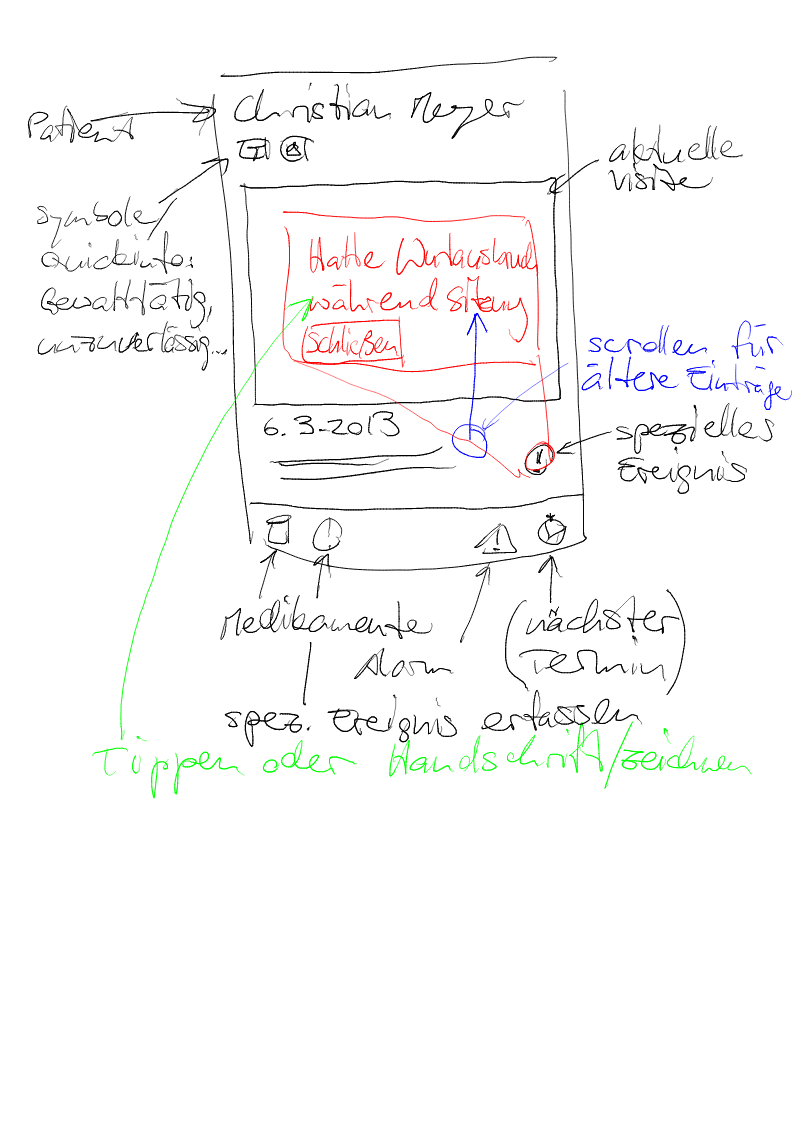 Christian Meyer
Patient
aktuelle
Visite
Symbole/
Quickinfo:
Gewalttätig,
unzuverlässig...
Hatte Wutausbruch
während Sitzung
Schließen
scrollen für
ältere Einträge
6.3.2013
spezielles
Ereignis
Medikamente
(nächster
Termin)
Alarm
spez. Ereignis erfassen
Tippen oder Handschrift/zeichnen